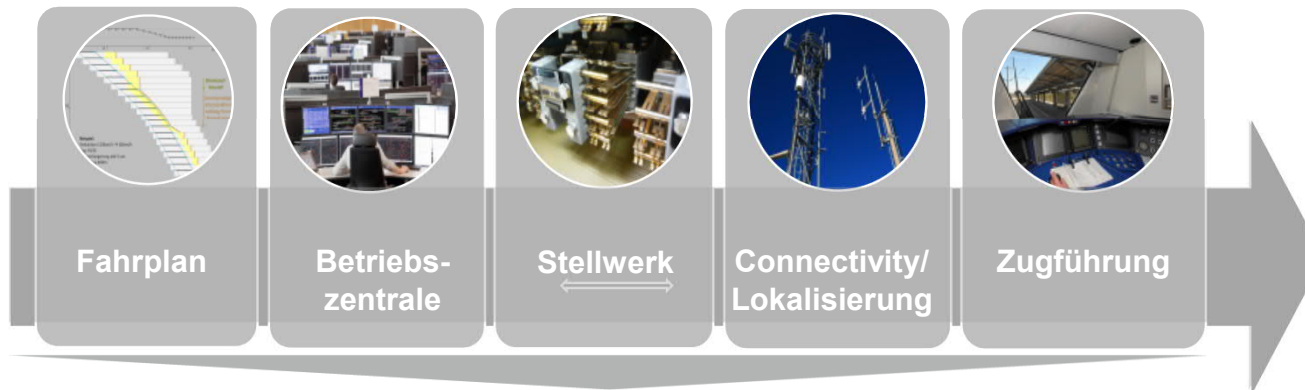 Fahrplan
Betriebs-
zentrale
Stellwerk
Connectivity/
Lokalisierung
Zugführung